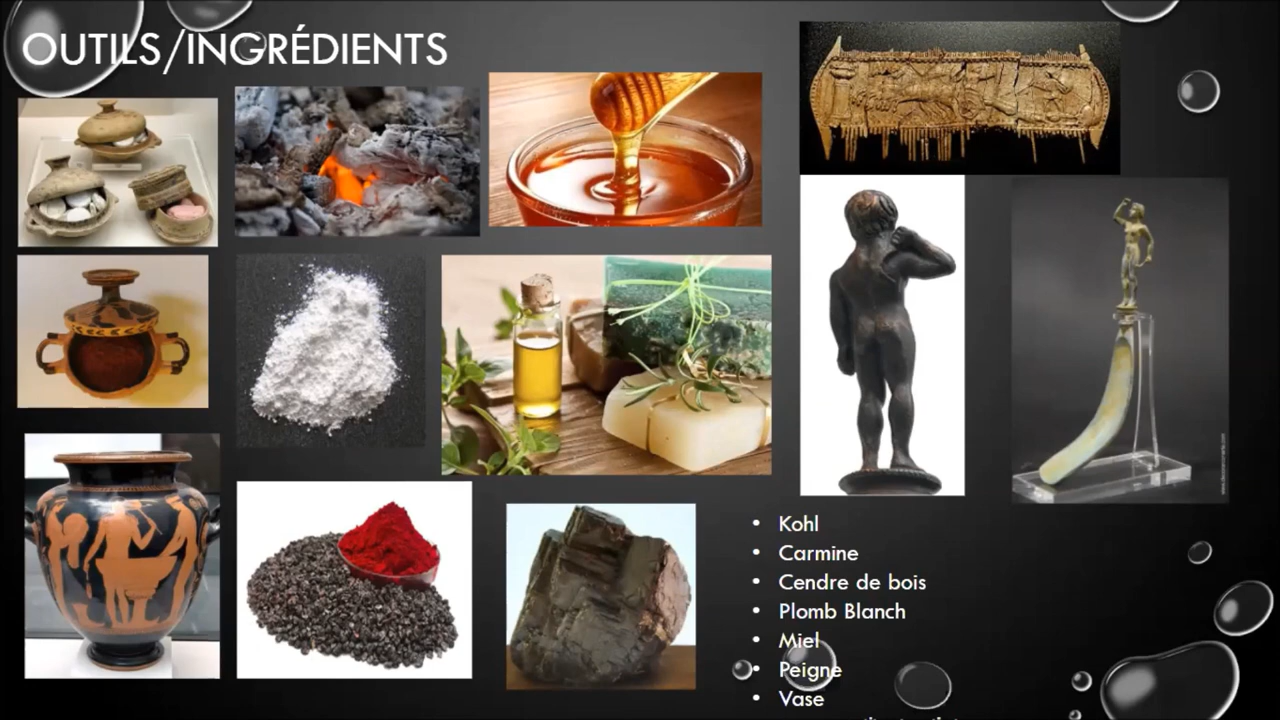 OUTILS/INGRÉDIENTS
• Kohl
• Carmine
• Cendre de bois
• Plomb Blanch
• Miel
• Peigne
• Vase